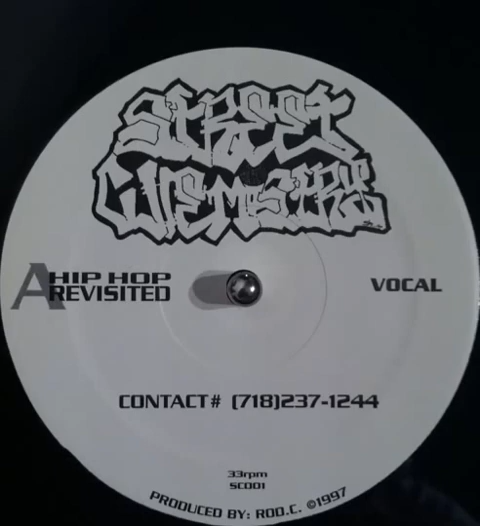 STREET
CHEMISTRY
A HIP HOP
REVISITED
VOCAL
CONTACT# (718)237-1244
33rpm
SC001
PRODUCED BY: ROD.C. ©1997